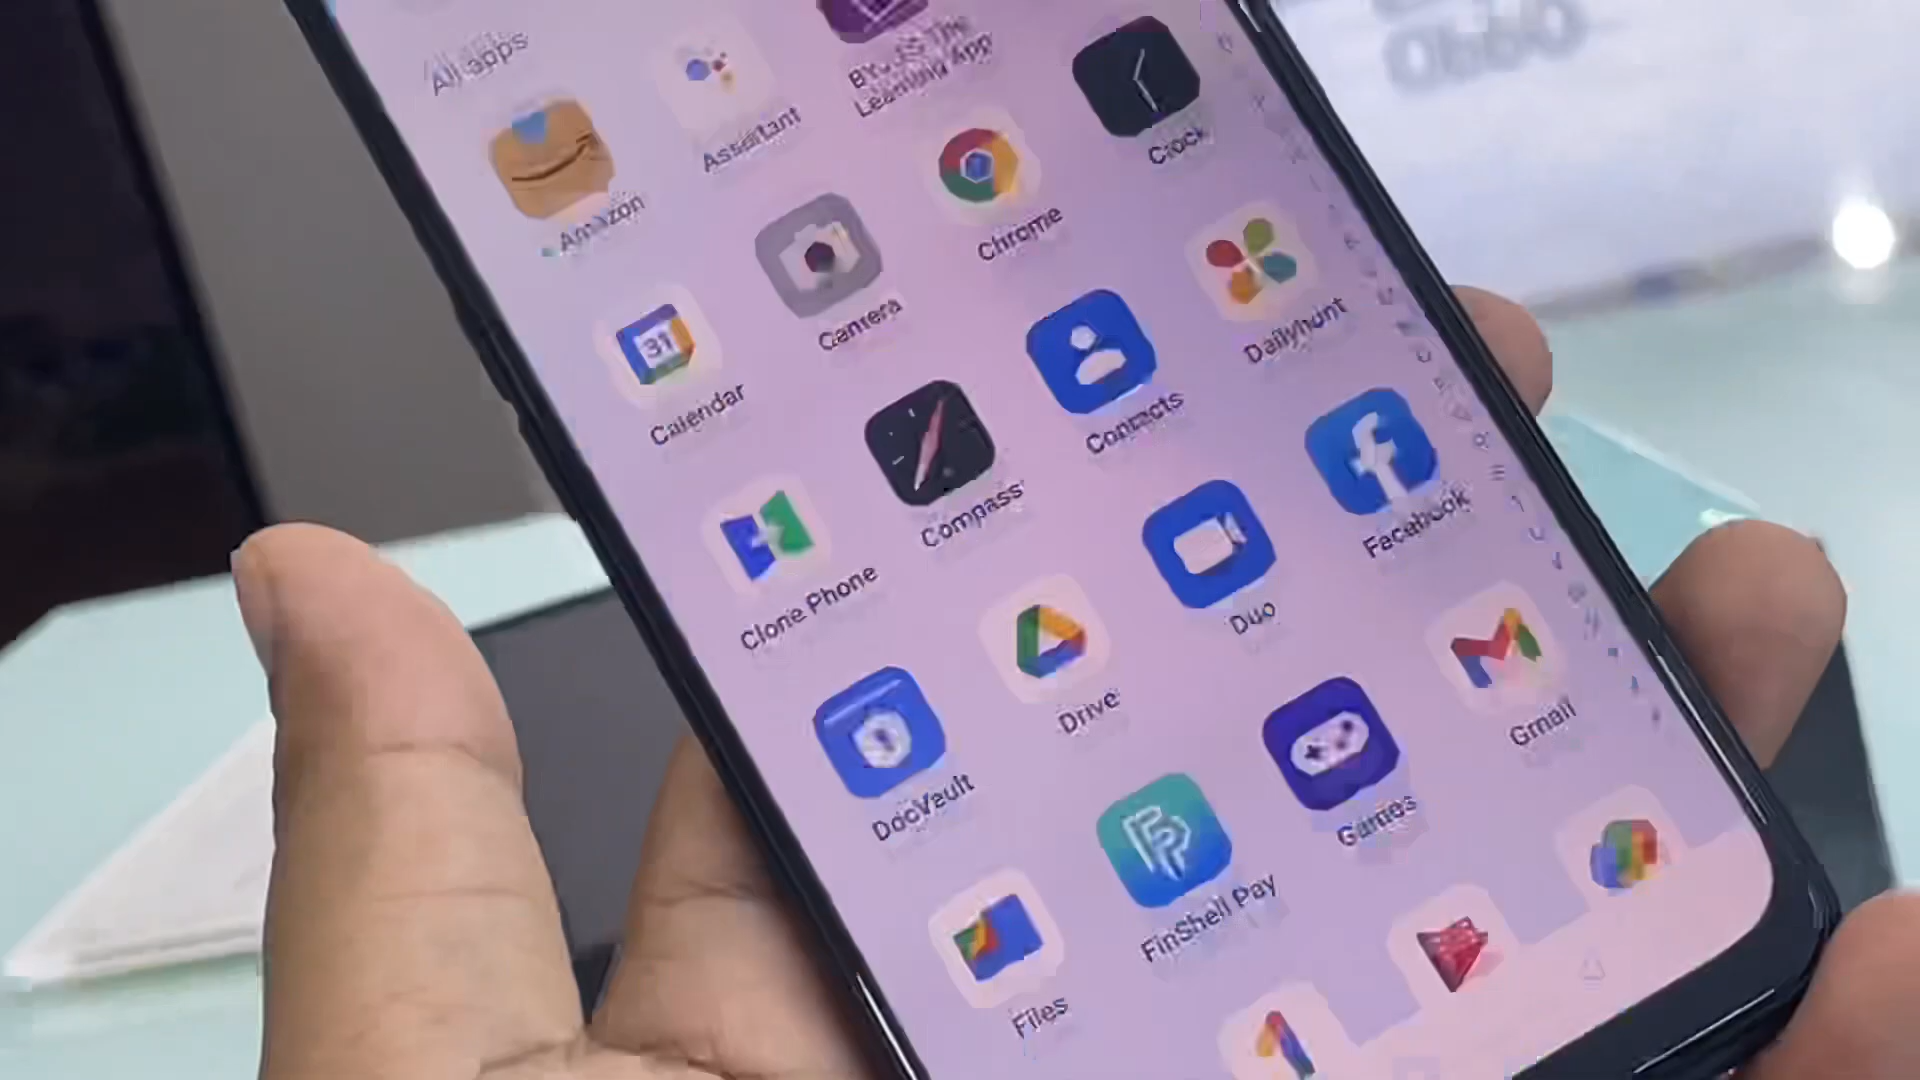 All apps
Amazon
Assistant
BYJU'S The
Learning App
Clock
Calendar
31
Camera
Chrome
Dailyhunt
Clone Phone
Compass
Contacts
Facebook
DocVault
Drive
Duo
Gmail
Files
FinShell Pay
Games